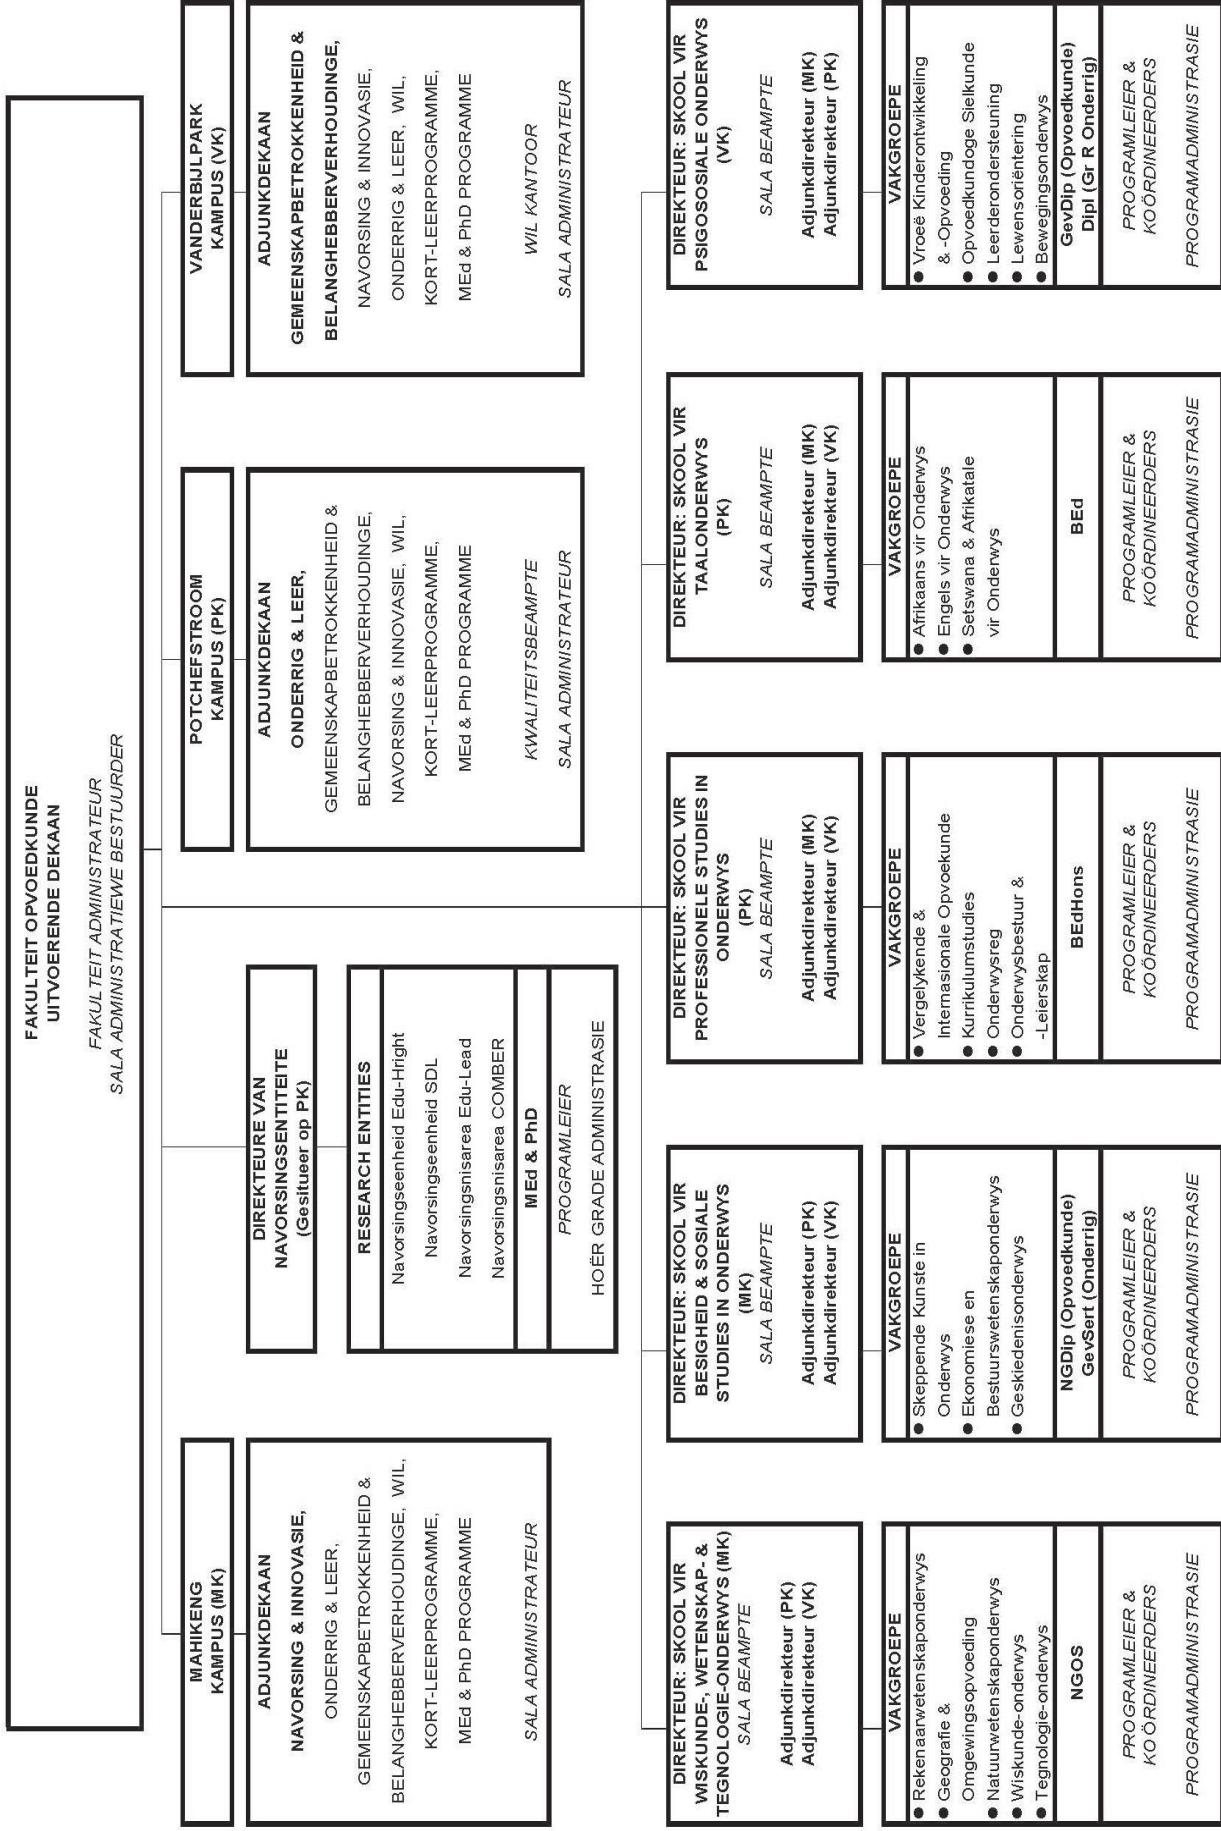 FAKULTEIT OPVOEDKUNDE
UITVOERENDE DEKAAN
FAKULTEIT ADMINISTRATEUR
SALA ADMINISTRATIEWE BESTUURDER
MAHIKENG
KAMPUS (MK)
ADJUNKDEKAAN
NAVORSING & INNOVASIE,
ONDERRIG & LEER,
GEMEENSKAPBETROKKENHEID &
BELANGHEBBERVERHOUDINGE, WIL,
KORT-LEERPROGRAMME,
MEd & PhD PROGRAMME
SALA ADMINISTRATEUR
DIREKTEURE VAN
NAVORSINGSENTITEITE
(Gesitueer op PK)
RESEARCH ENTITIES
Navorsingseenheid Edu-Hright
Navorsingseenheid SDL
Navorsingsnisarea Edu-Lead
Navorsingsnisarea COMBER
MEd & PhD
PROGRAMLEIER
HOËR GRADE ADMINISTRASIE
POTCHEFSTROOM
KAMPUS (PK)
ADJUNKDEKAAN
ONDERRIG & LEER,
GEMEENSKAPBETROKKENHEID &
BELANGHEBBERVERHOUDINGE,
NAVORSING & INNOVASIE, WIL,
KORT-LEERPROGRAMME,
MEd & PhD PROGRAMME
KWALITEITSBEAMPTE
SALA ADMINISTRATEUR
VANDERBIJLPARK
KAMPUS (VK)
ADJUNKDEKAAN
GEMEENSKAPBETROKKENHEID &
BELANGHEBBERVERHOUDINGE,
NAVORSING & INNOVASIE,
ONDERRIG & LEER, WIL,
KORT-LEERPROGRAMME,
MEd & PhD PROGRAMME
WIL KANTOOR
SALA ADMINISTRATEUR
DIREKTEUR: SKOOL VIR
WISKUNDE-, WETENSKAP- &
TEGNOLOGIE-ONDERWYS (MK)
SALA BEAMPTE
Adjunkdirekteur (PK)
Adjunkdirekteur (VK)
VAKGROEPE
● Rekenaarwetenskaponderwys
● Geografie &
Omgewingsopvoeding
● Natuurwetenskaponderwys
● Wiskunde-onderwys
● Tegnologie-onderwys
NGOS
PROGRAMLEIER &
KOÖRDINEERDERS
PROGRAMADMINISTRASIE
DIREKTEUR: SKOOL VIR
BESIGHEID & SOSIALE
STUDIES IN ONDERWYS
(MK)
SALA BEAMPTE
Adjunkdirekteur (PK)
Adjunkdirekteur (VK)
VAKGROEPE
● Skeppende Kunste in
Onderwys
● Ekonomiese en
Bestuurswetenskaponderwys
● Geskiedenisonderwys
NGDip (Opvoedkunde)
GevSert (Onderrig)
PROGRAMLEIER &
KOÖRDINEERDERS
PROGRAMADMINISTRASIE
DIREKTEUR: SKOOL VIR
PROFESSIONELE STUDIES IN
ONDERWYS
(PK)
SALA BEAMPTE
Adjunkdirekteur (MK)
Adjunkdirekteur (VK)
VAKGROEPE
● Vergelykende &
Internasionale Opvoekunde
● Kurrikulumstudies
● Onderwysreg
● Onderwysbestuur &
-Leierskap
BEdHons
PROGRAMLEIER &
KOÖRDINEERDERS
PROGRAMADMINISTRASIE
DIREKTEUR: SKOOL VIR
TAALONDERWYS
(PK)
SALA BEAMPTE
Adjunkdirekteur (MK)
Adjunkdirekteur (VK)
VAKGROEPE
● Afrikaans vir Onderwys
● Engels vir Onderwys
● Setswana & Afrikatale
vir Onderwys
BEd
PROGRAMLEIER &
KOÖRDINEERDERS
PROGRAMADMINISTRASIE
DIREKTEUR: SKOOL VIR
PSIGOSOSIALE ONDERWYS
(VK)
SALA BEAMPTE
Adjunkdirekteur (MK)
Adjunkdirekteur (PK)
VAKGROEPE
● Vroeë Kinderontwikkeling
& -Opvoeding
● Opvoedkundoge Sielkunde
● Leerderondersteuning
● Lewensoriëntering
● Bewegingsonderwys
GevDip (Opvoedkunde)
Dipl (Gr R Onderrig)
PROGRAMLEIER &
KOÖRDINEERDERS
PROGRAMADMINISTRASIE